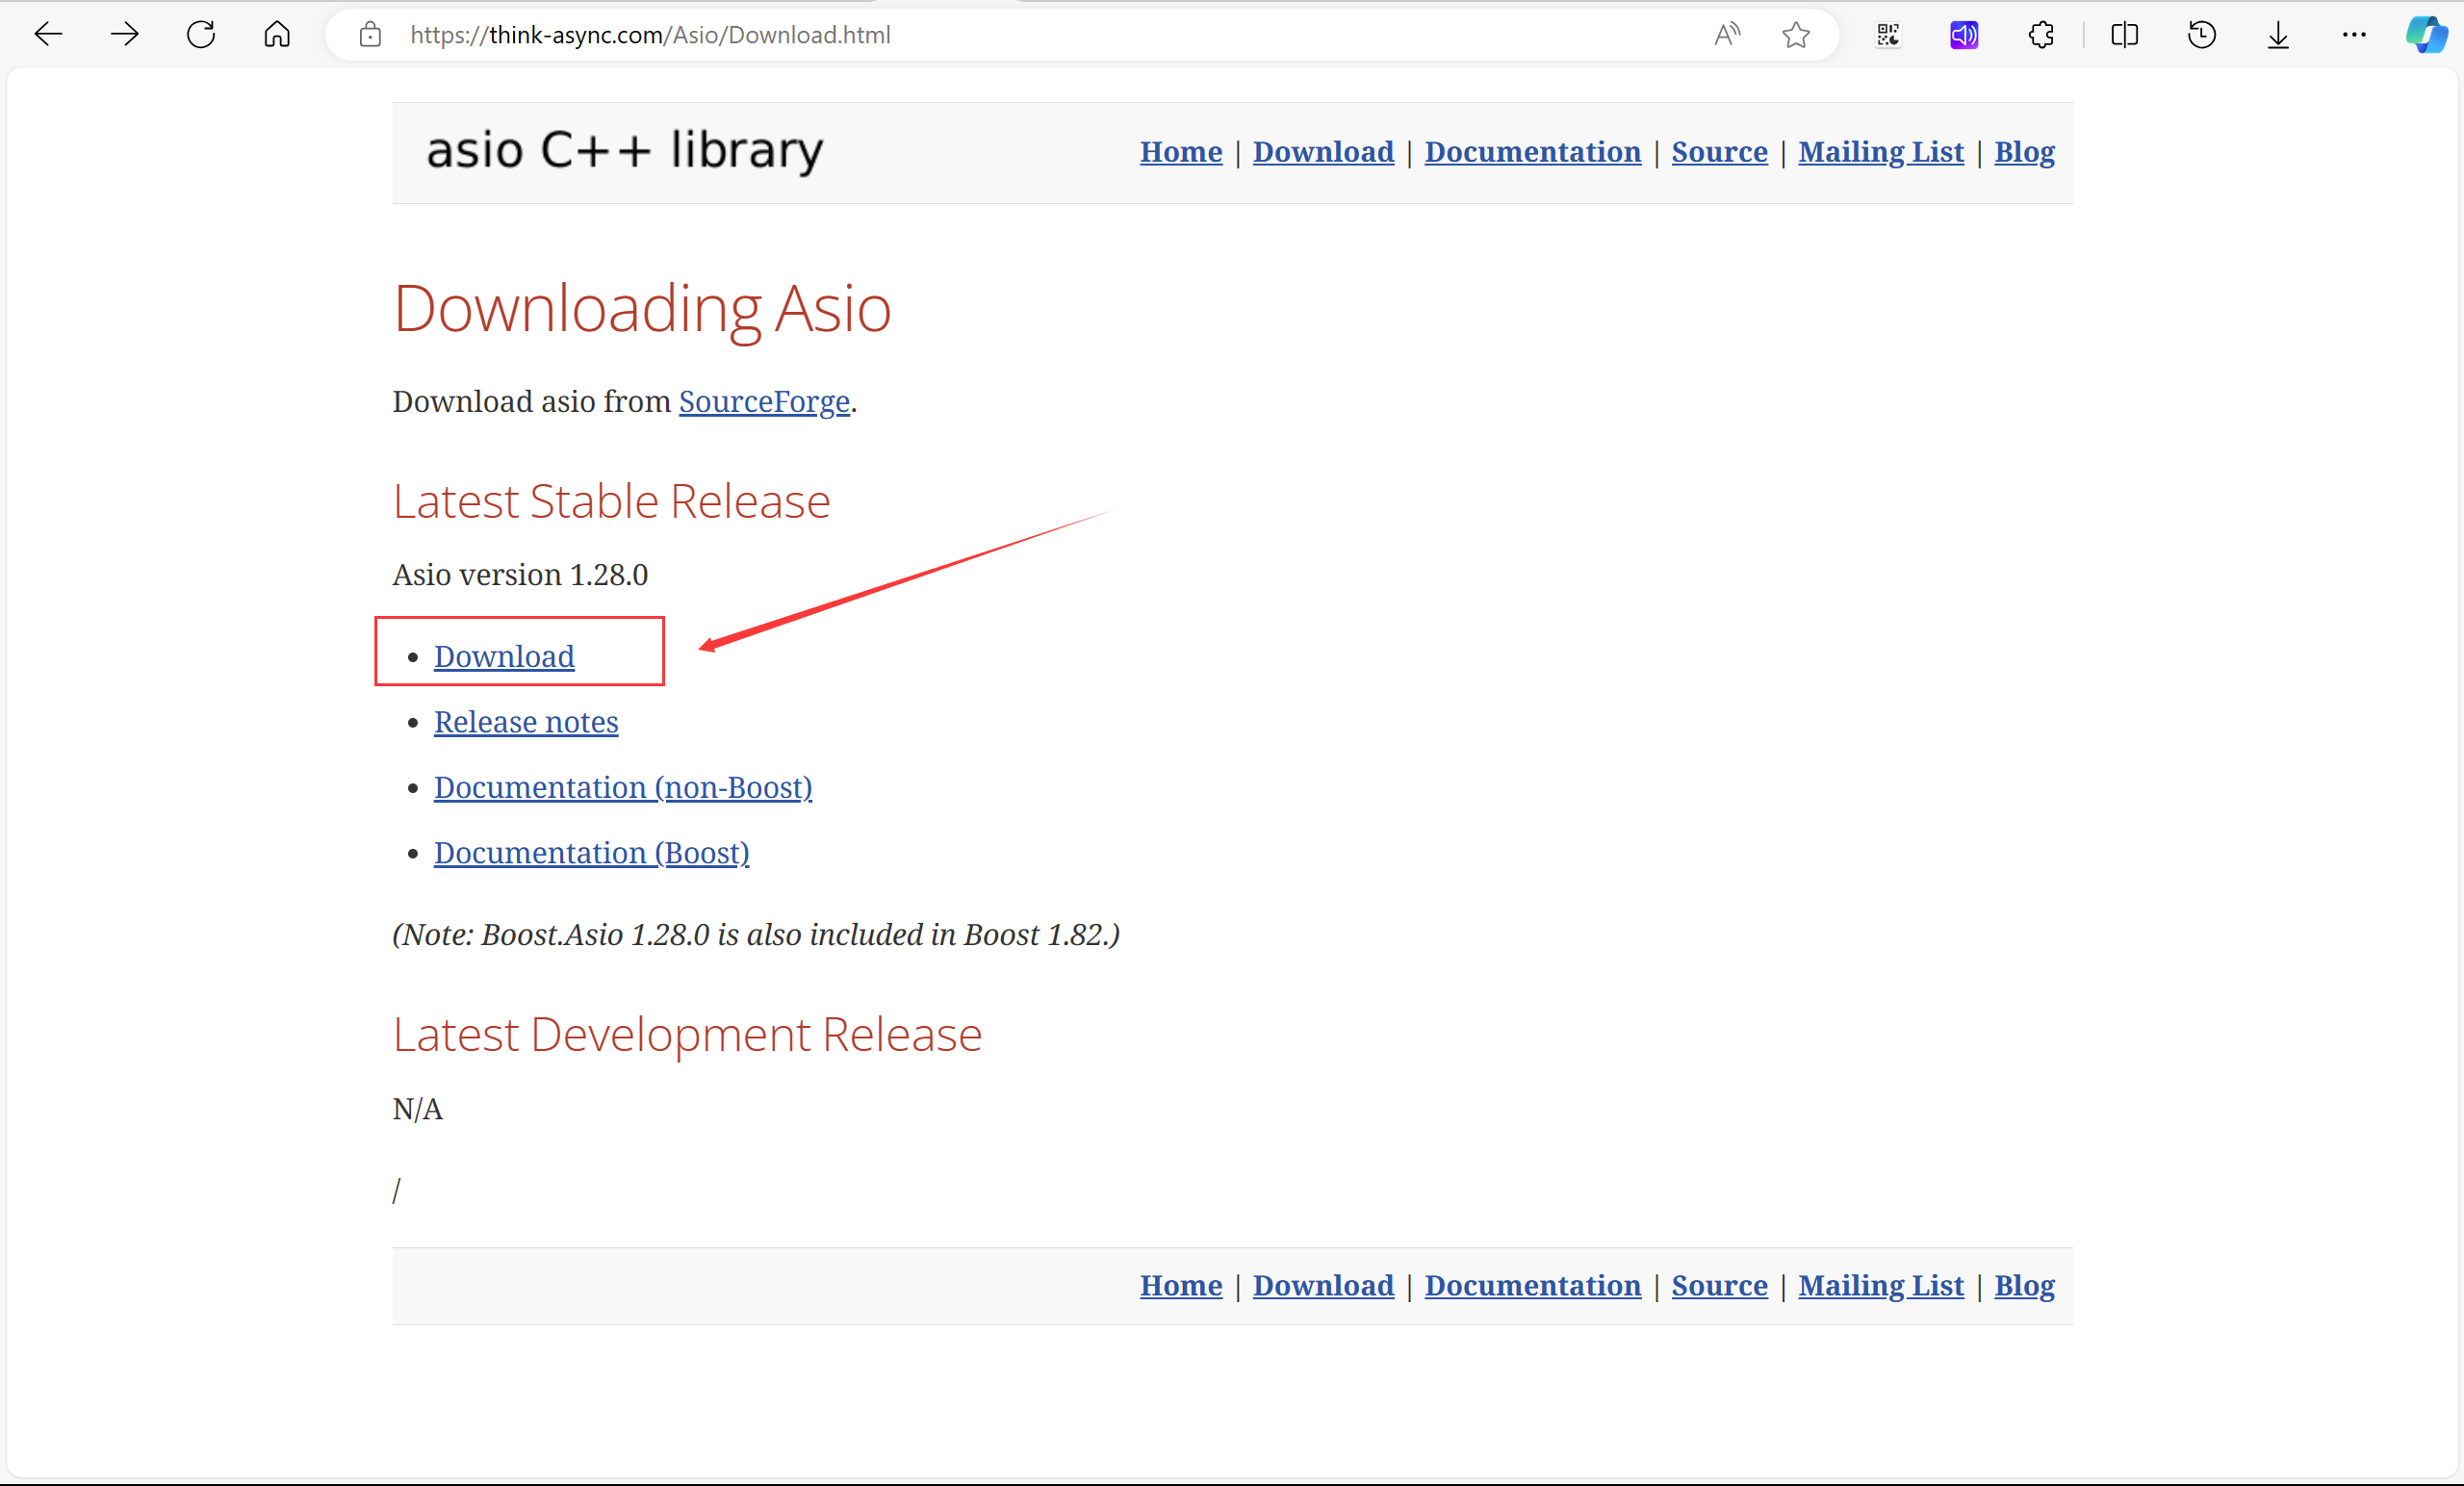 https://think-async.com/Asio/Download.html
asio C++ library
Home | Download | Documentation | Source | Mailing List | Blog
Downloading Asio
Download asio from SourceForge.
Latest Stable Release
Asio version 1.28.0
• Download
• Release notes
• Documentation (non-Boost)
• Documentation (Boost)
(Note: Boost.Asio 1.28.0 is also included in Boost 1.82.)
Latest Development Release
N/A
/
Home | Download | Documentation | Source | Mailing List | Blog